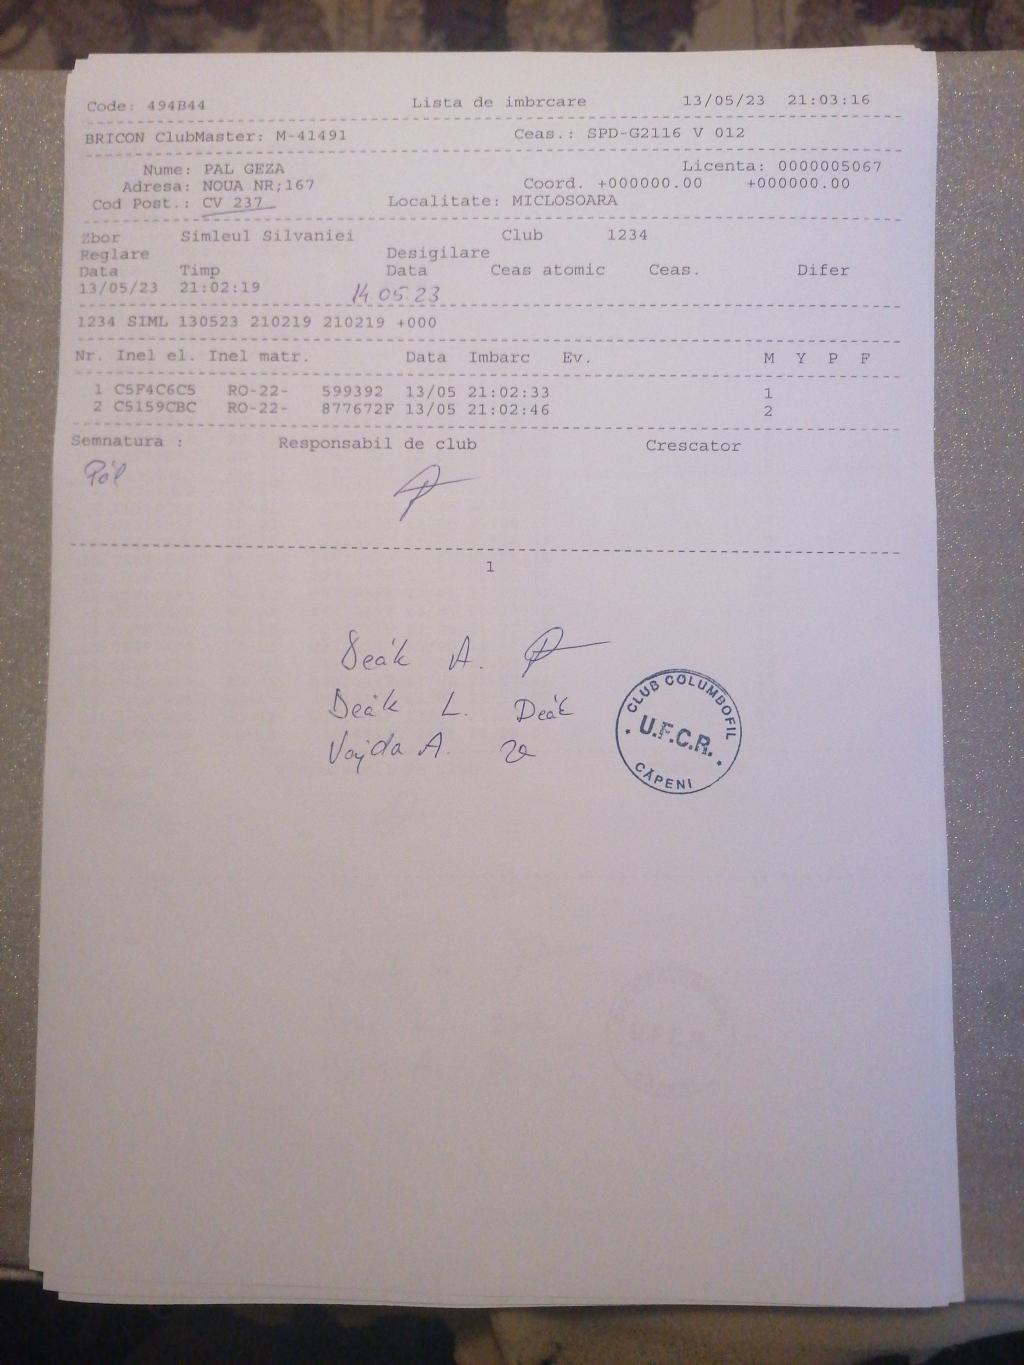 Code: 494B44 Lista de imbrcare 13/05/23 21:03:16
BRICON ClubMaster: M-41491 Ceas.: SPD-G2116 V 012
Nume: PAL GEZA Licenta: 0000005067
Adresa: NOUA NR;167 Coord. +000000.00 +000000.00
Cod Post.: CV 237 Localitate: MICLOSOARA
Zbor Simleul Silvaniei Club 1234
Reglare Desigilare
Data Timp Data Ceas atomic Ceas. Difer
13/05/23 21:02:19 14.05.23
1234 SIML 130523 210219 210219 +000
Nr. Inel el. Inel matr. Data Imbarc Ev. M Y P F
1 C5F4C6C5 RO-22- 599392 13/05 21:02:33 1
2 C5159CBC RO-22- 877672F 13/05 21:02:46 2
Semnatura : Responsabil de club Crescator
Pál
1
Deák A.
Deák L. Deák
Vajda A.
CLUB COLUMBOFIL
U.F.C.R.
CĂPENI